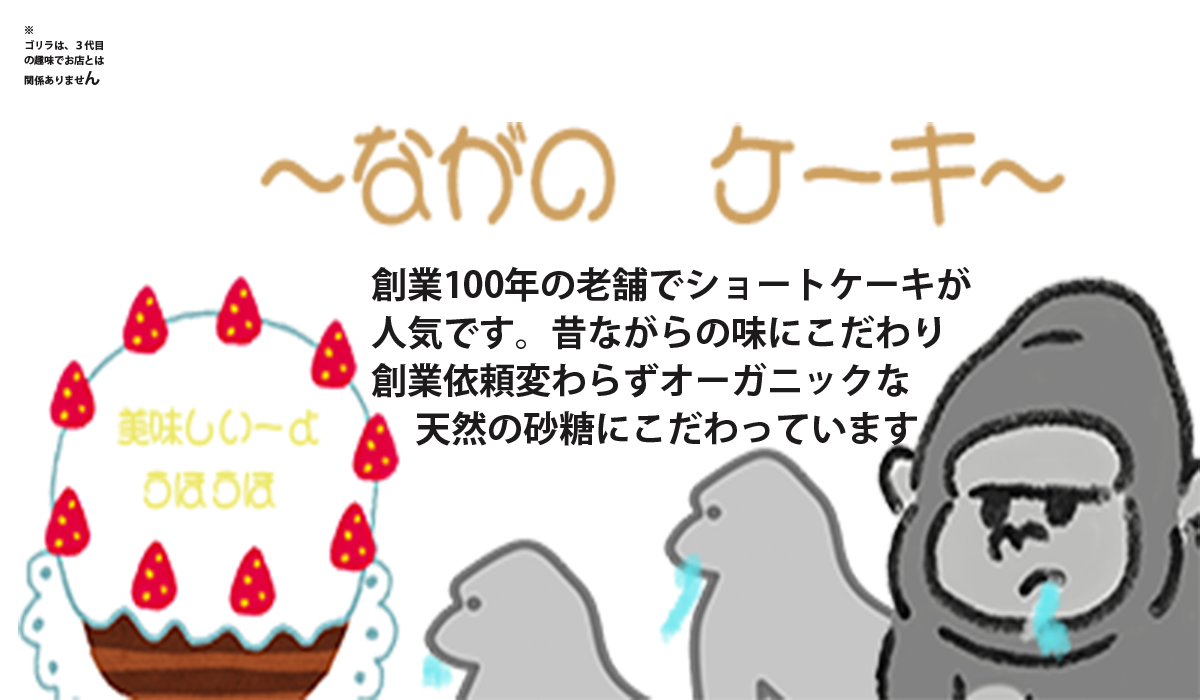 ※
ゴリラは、３代目
の趣味でお店とは
関係ありません
～ながの　ケーキ～
創業100年の老舗でショートケーキが
人気です。昔ながらの味にこだわり
創業依頼変わらずオーガニックな
天然の砂糖にこだわっています
美味しいーよ
うほうほ